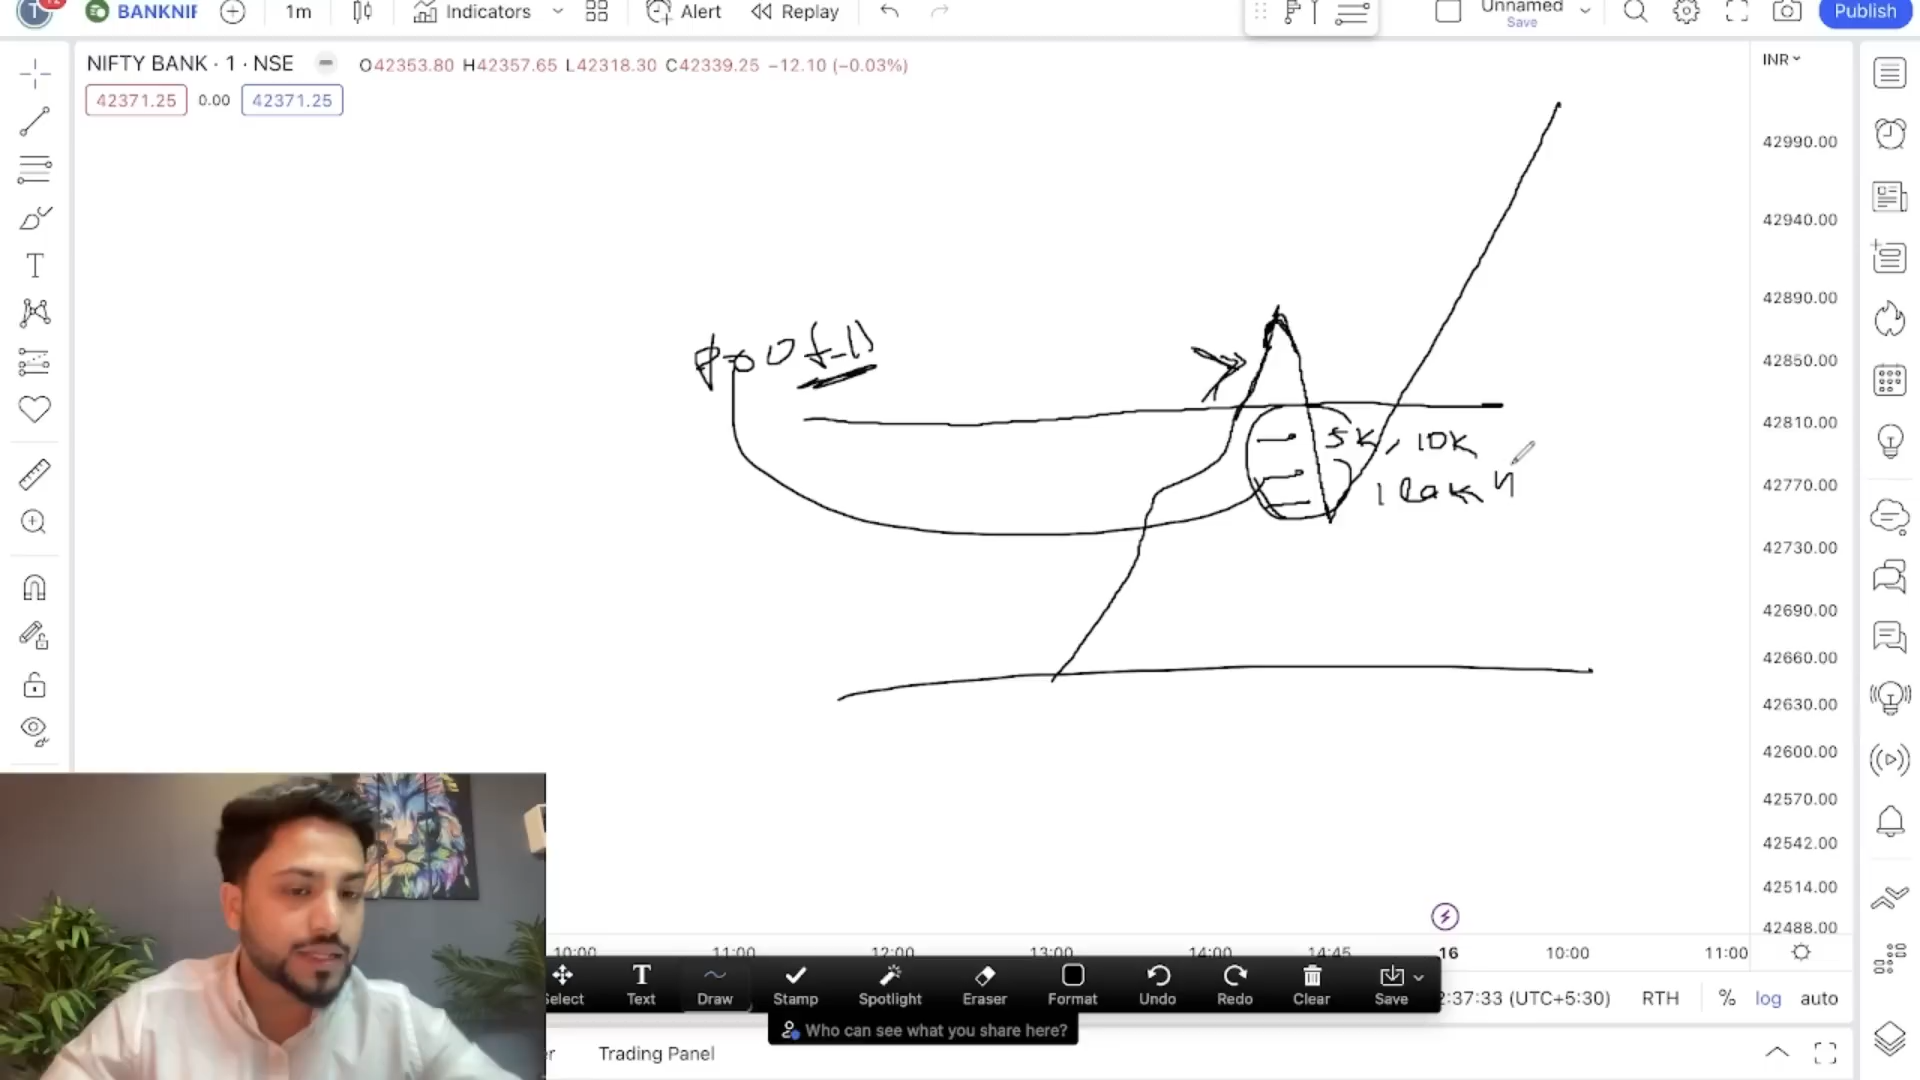 T 12 BANKNIF 1m Indicators Alert Replay Unnamed Save Publish
NIFTY BANK · 1 · NSE O42353.80 H42357.65 L42318.30 C42339.25 −12.10 (−0.03%)
INR
42371.25 0.00 42371.25
42990.00
42940.00
42890.00
42850.00
42810.00
5K, 10K
42770.00
42730.00
42690.00
42660.00
42630.00
42600.00
42570.00
42542.00
42514.00
42488.00
10:00 11:00 12:00 13:00 14:00 14:45 16 10:00 11:00
Select Text Draw Stamp Spotlight Eraser Format Undo Redo Clear Save
2:37:33 (UTC+5:30) RTH % log auto
Who can see what you share here?
r Trading Panel